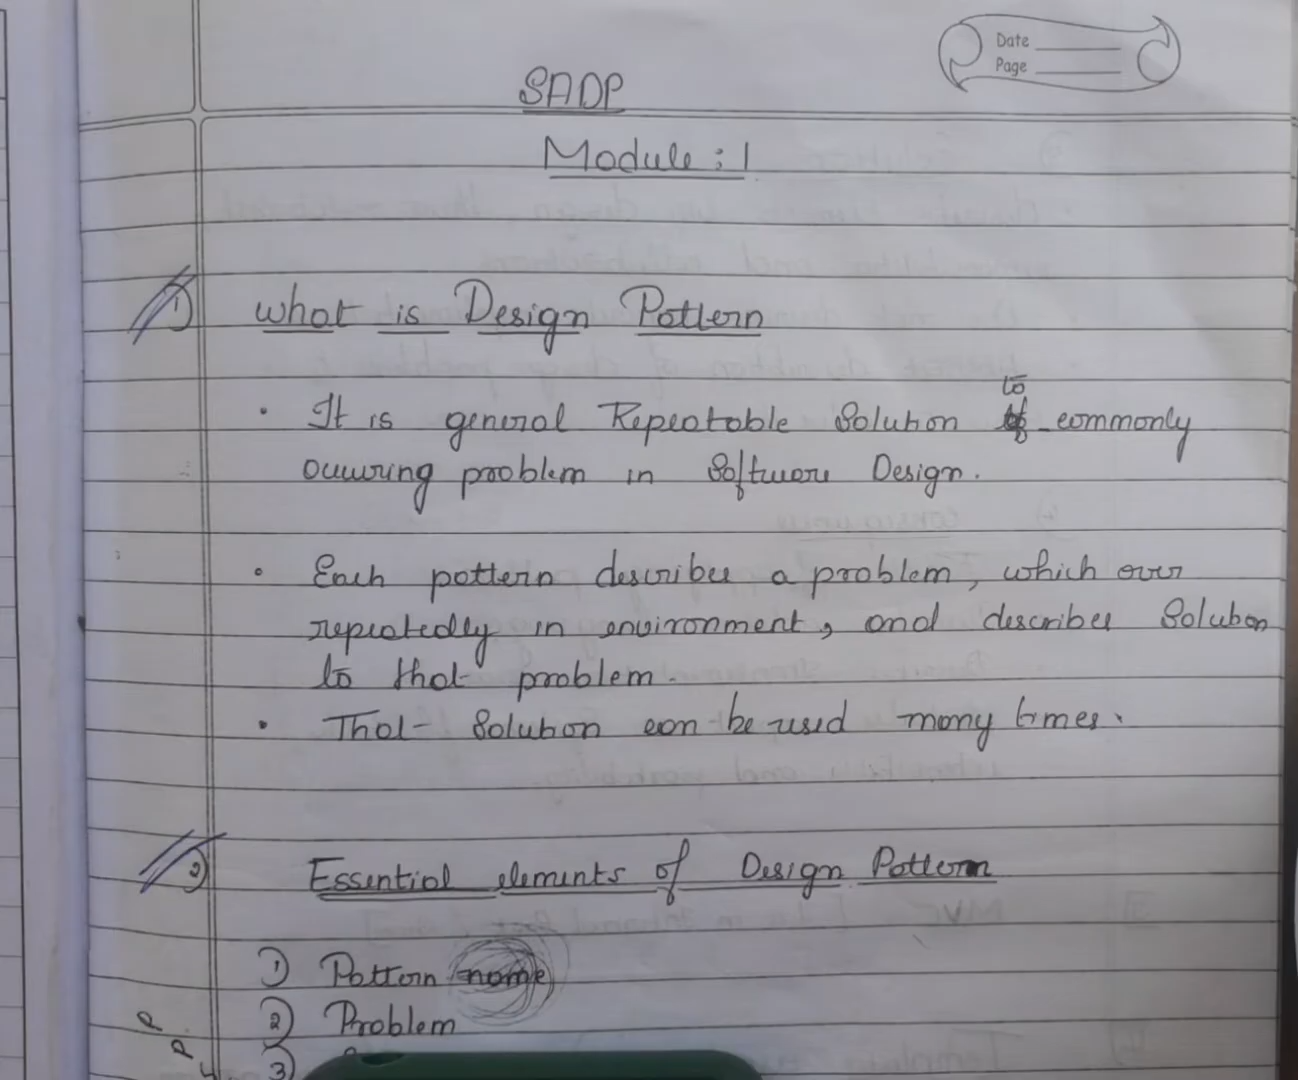 Date
Page
SADP
Module : 1
1) what is Design Pattern
to
• It is general Repeatable Solution commonly
occuring problem in Software Design.
• Each pattern describes a problem, which over
repeatedly in environment, and describes Solution
to that problem.
• That Solution can be used many times.
2) Essential elements of Design Pattern
1) Pattern name
2) Problem
3)
P
P